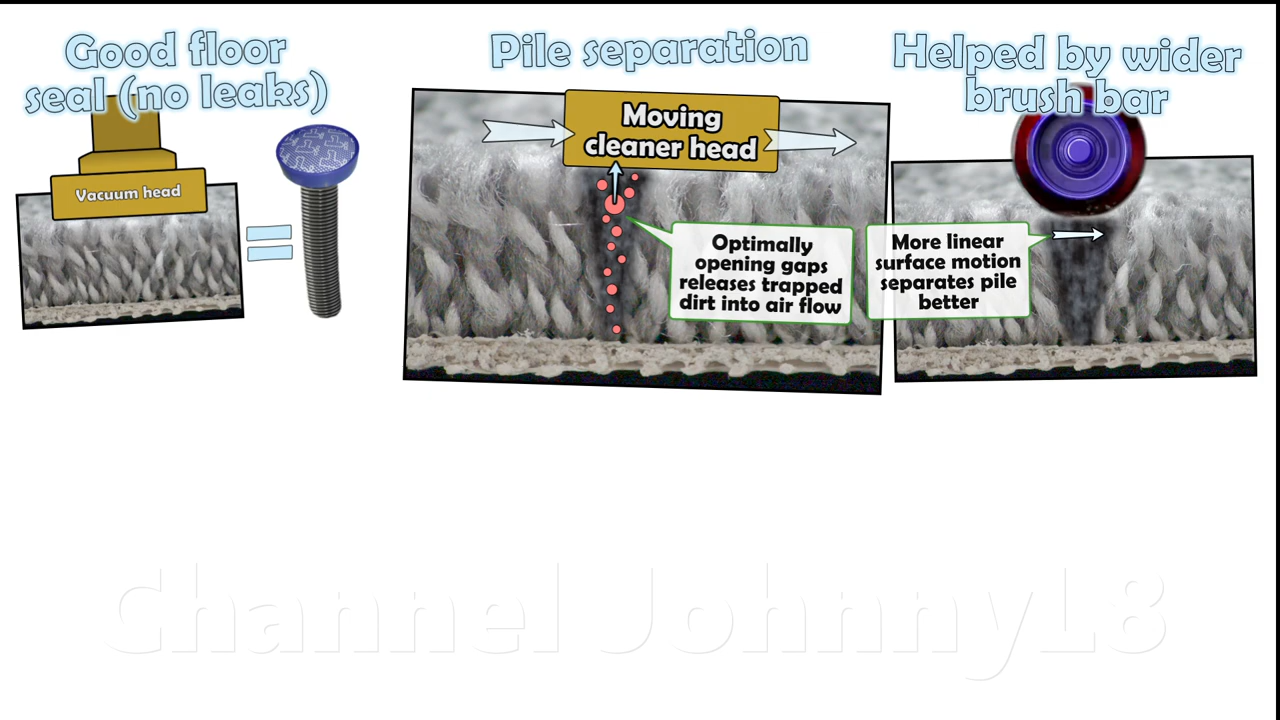 Good floor
seal (no leaks)
Vacuum head
Pile separation
Moving
cleaner head
Optimally
opening gaps
releases trapped
dirt into air flow
Helped by wider
brush bar
More linear
surface motion
separates pile
better
Channel JohnnyL8